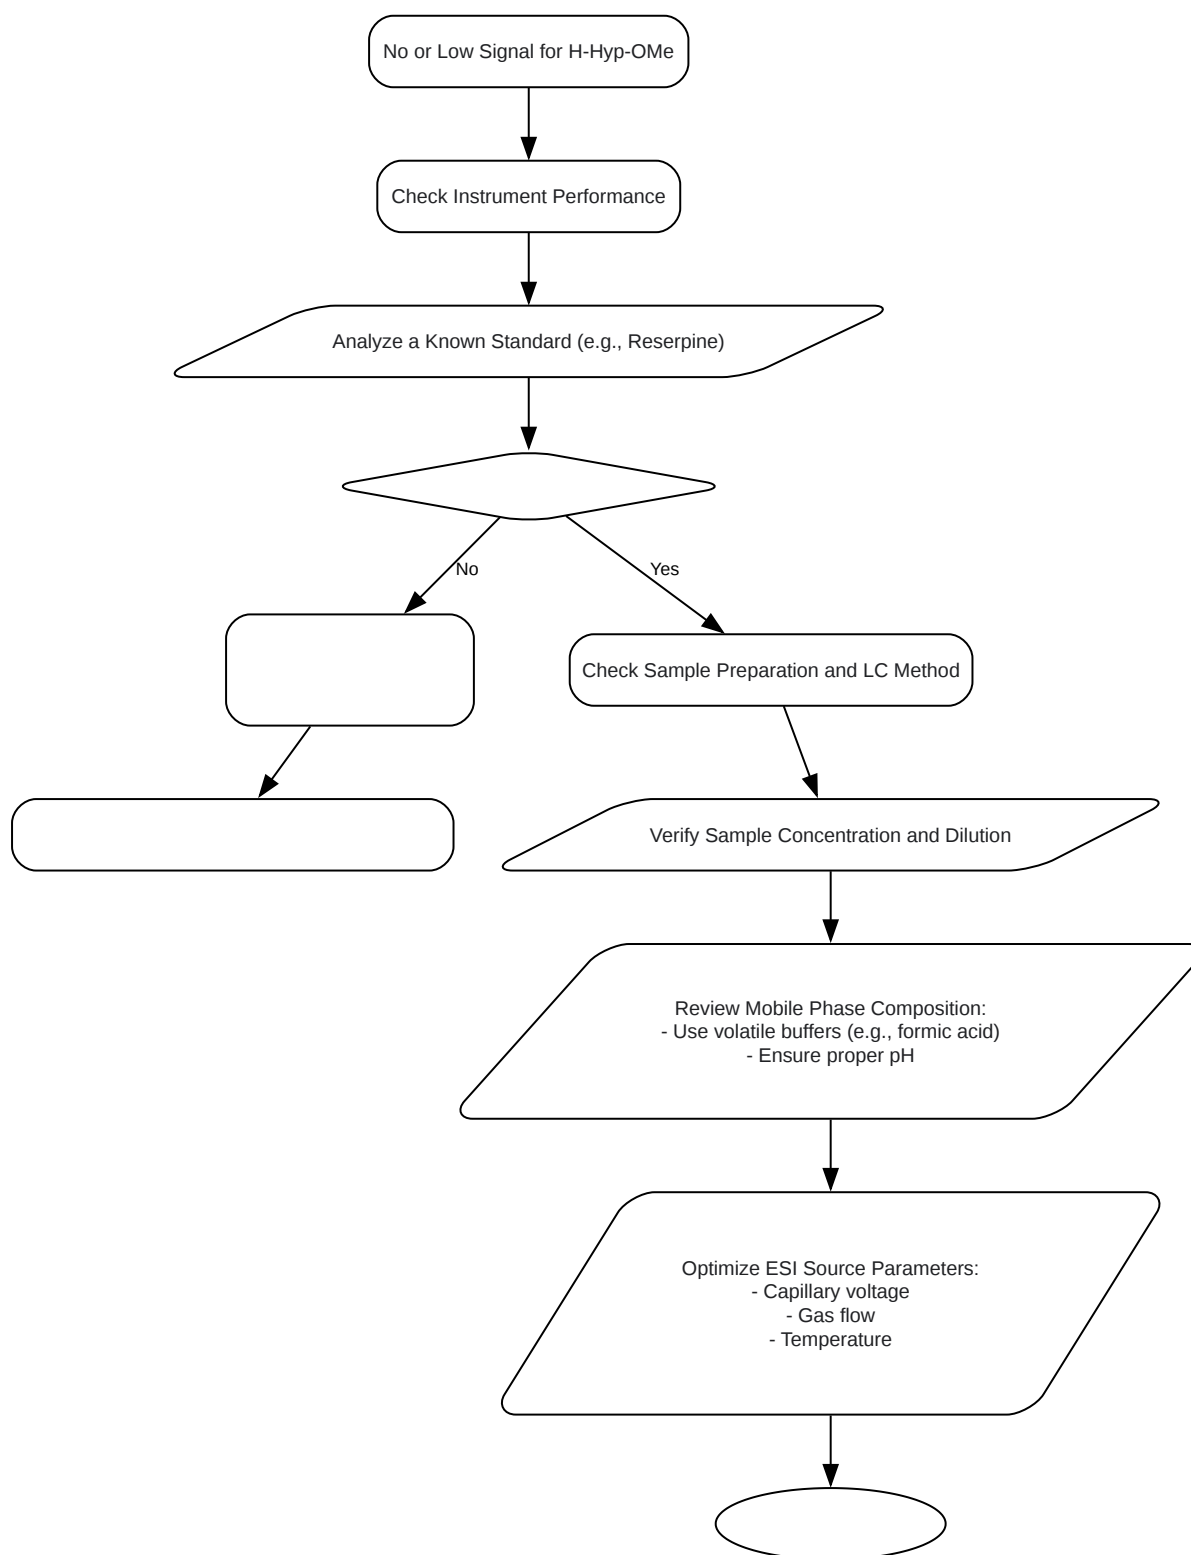 No or Low Signal for H-Hyp-OMe
Check Instrument Performance
Analyze a Known Standard (e.g., Reserpine)
No
Yes
Check Sample Preparation and LC Method
Verify Sample Concentration and Dilution
Review Mobile Phase Composition:
- Use volatile buffers (e.g., formic acid)
- Ensure proper pH
Optimize ESI Source Parameters:
- Capillary voltage
- Gas flow
- Temperature